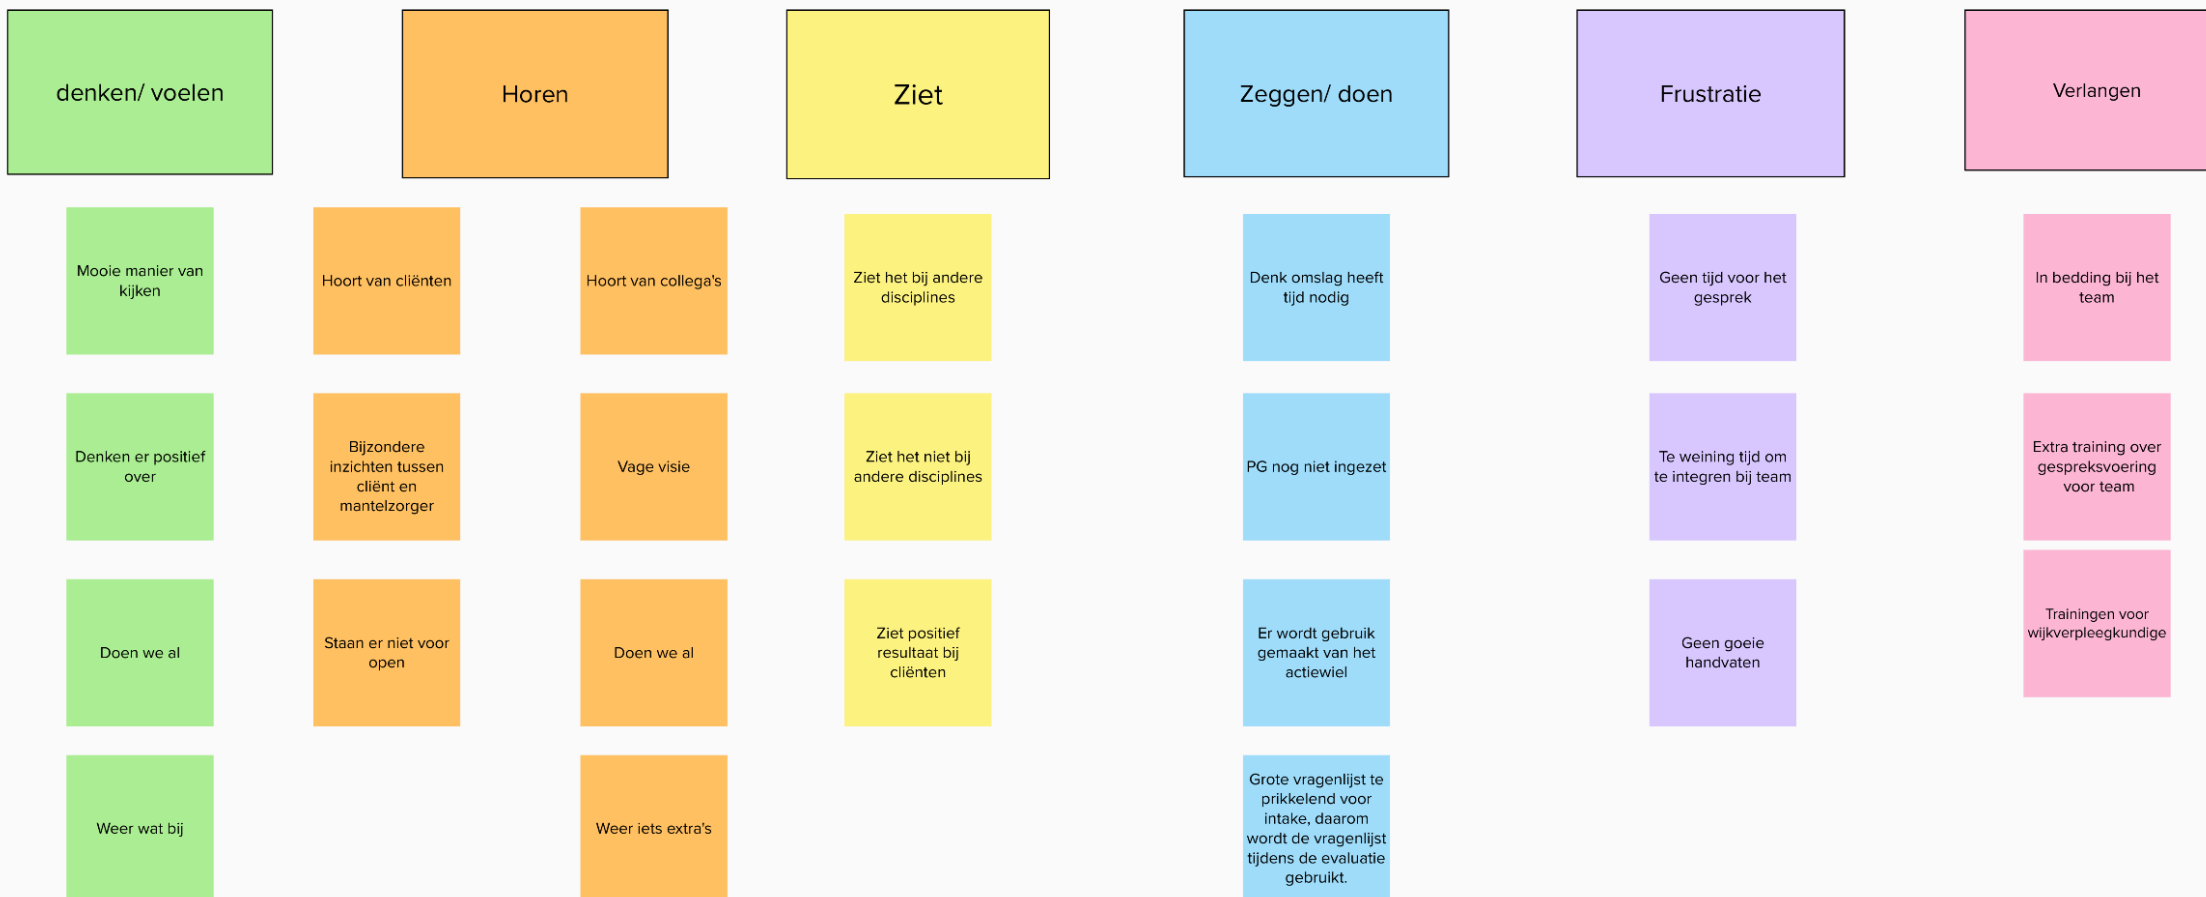 denken/ voelen
Horen
Ziet
Zeggen/ doen
Frustratie
Verlangen
Mooie manier van
kijken
Hoort van cliënten
Hoort van collega's
Ziet het bij andere
disciplines
Denk omslag heeft
tijd nodig
Geen tijd voor het
gesprek
In bedding bij het
team
Denken er positief
over
Bijzondere
inzichten tussen
cliënt en
mantelzorger
Vage visie
Ziet het niet bij
andere disciplines
PG nog niet ingezet
Te weining tijd om
te integren bij team
Extra training over
gespreksvoering
voor team
Doen we al
Staan er niet voor
open
Doen we al
Ziet positief
resultaat bij
cliënten
Er wordt gebruik
gemaakt van het
actiewiel
Geen goeie
handvaten
Trainingen voor
wijkverpleegkundige
Weer wat bij
Weer iets extra's
Grote vragenlijst te
prikkelend voor
intake, daarom
wordt de vragenlijst
tijdens de evaluatie
gebruikt.